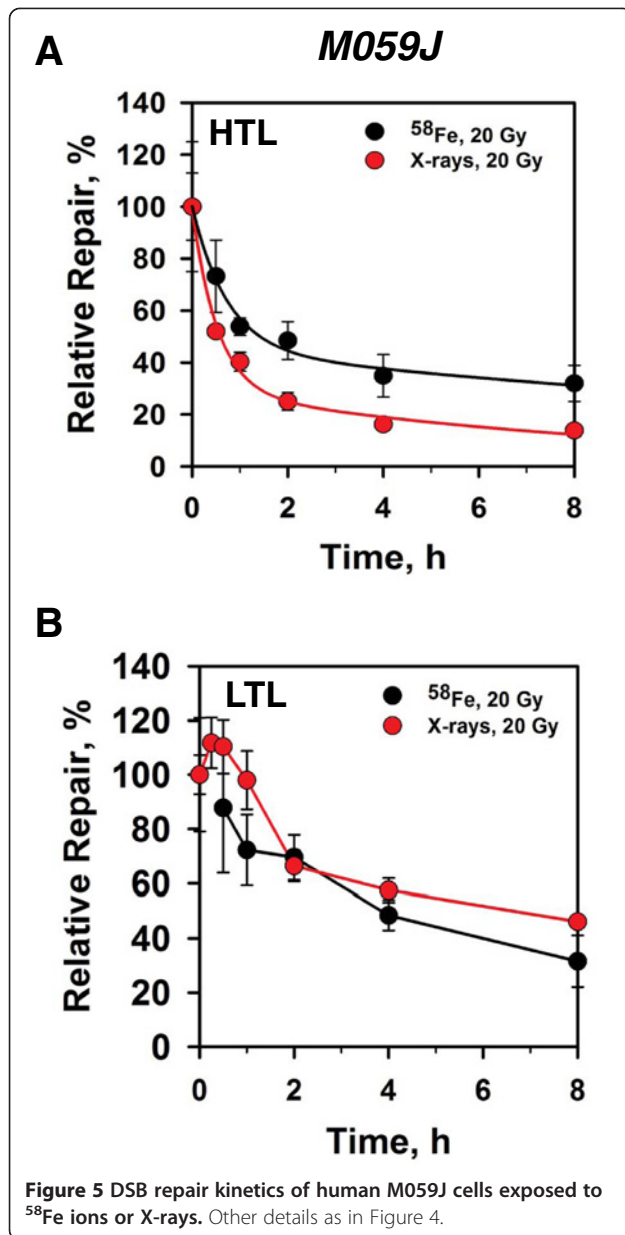 A
M059J
HTL
⁵⁸Fe, 20 Gy
X-rays, 20 Gy
Relative Repair, %
140
120
100
80
60
40
20
0
0 2 4 6 8
Time, h
B
LTL
⁵⁸Fe, 20 Gy
X-rays, 20 Gy
Relative Repair, %
140
120
100
80
60
40
20
0
0 2 4 6 8
Time, h
Figure 5 DSB repair kinetics of human M059J cells exposed to
⁵⁸Fe ions or X-rays. Other details as in Figure 4.